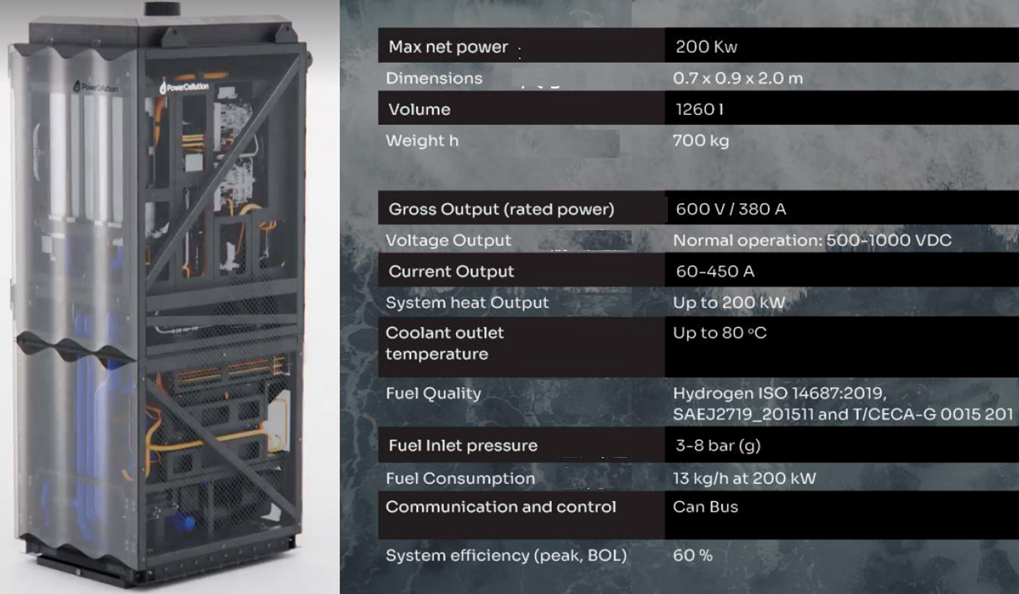 PowerCellution
PowerCellution
Max net power
200 Kw
Dimensions
0.7 x 0.9 x 2.0 m
Volume
1260 l
Weight h
700 kg
Gross Output (rated power)
600 V / 380 A
Voltage Output
Normal operation: 500-1000 VDC
Current Output
60-450 A
System heat Output
Up to 200 kW
Coolant outlet
temperature
Up to 80 ºC
Fuel Quality
Hydrogen ISO 14687:2019,
SAEJ2719_201511 and T/CECA-G 0015 201
Fuel Inlet pressure
3-8 bar (g)
Fuel Consumption
13 kg/h at 200 kW
Communication and control
Can Bus
System efficiency (peak, BOL)
60 %